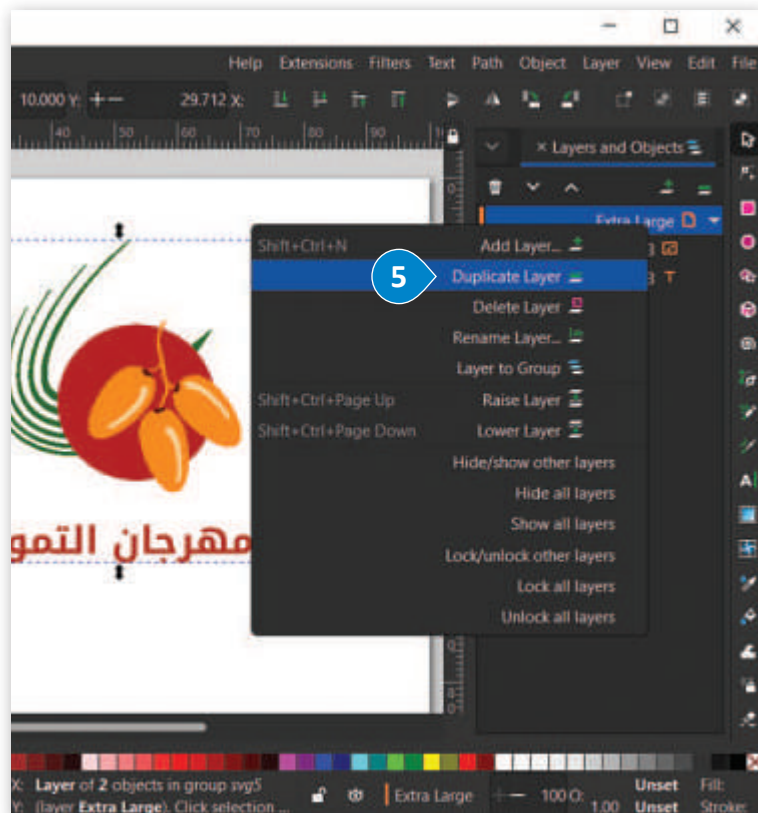 Help Extensions Filters Text Path Object Layer View Edit File
10.000 Y: + − 29.712 X:
40 50 60 70 80 90
× Layers and Objects
Extra Large
Shift+Ctrl+N Add Layer...
5 Duplicate Layer
Delete Layer
Rename Layer...
Layer to Group
Shift+Ctrl+Page Up Raise Layer
Shift+Ctrl+Page Down Lower Layer
Hide/show other layers
Hide all layers
Show all layers
Lock/unlock other layers
Lock all layers
Unlock all layers
مهرجان التمو
X: Layer of 2 objects in group svg5
Y: (layer Extra Large). Click selection ...
Extra Large + − 100 O: Unset Fill:
1.00 Unset Stroke: